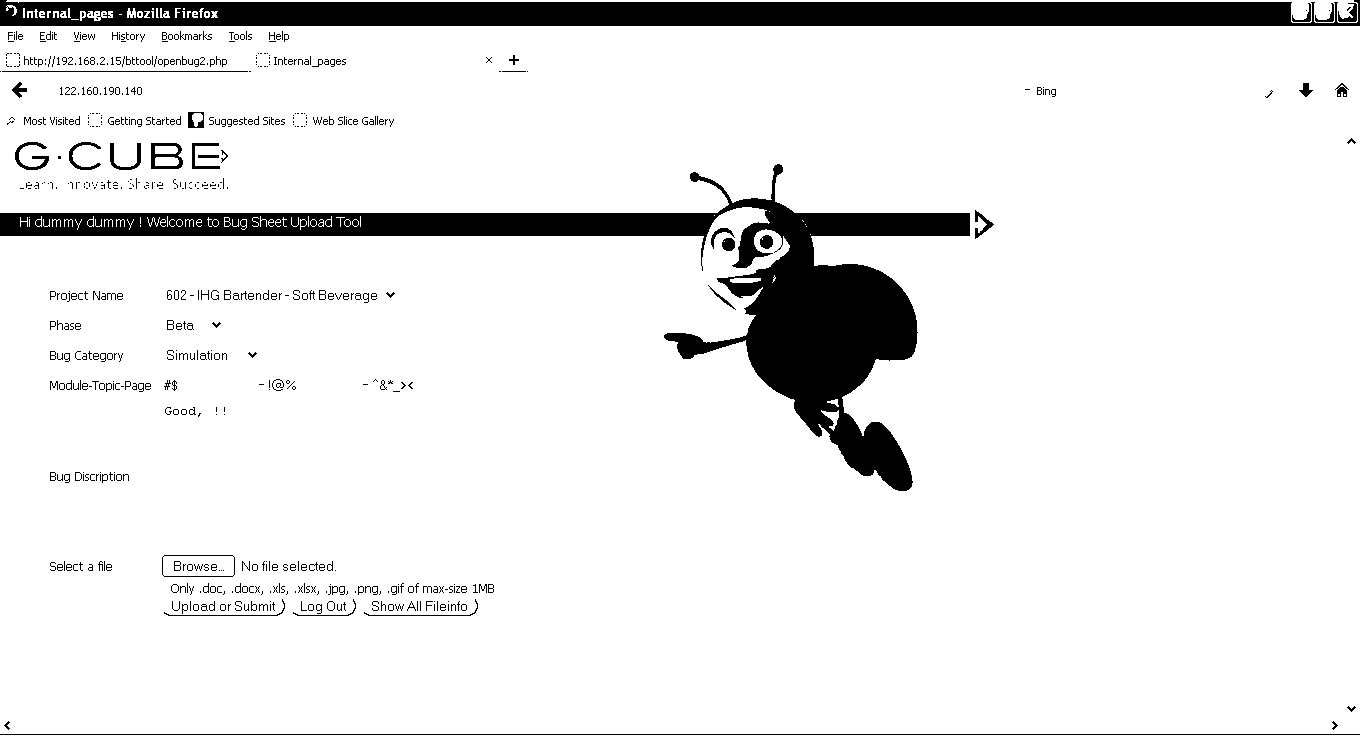 Internal_pages - Mozilla Firefox
File Edit View History Bookmarks Tools Help
http://192.168.2.15/bttool/openbug2.php Internal_pages × +
122.160.190.140 Bing
Most Visited Getting Started Suggested Sites Web Slice Gallery
G·CUBE
Learn. Innovate. Share. Succeed.
Hi dummy dummy ! Welcome to Bug Sheet Upload Tool
Project Name 602 - IHG Bartender - Soft Beverage
Phase Beta
Bug Category Simulation
Module-Topic-Page #$ - !@% - ^&*_><
Good, !!
Bug Discription
Select a file Browse... No file selected.
Only .doc, .docx, .xls, .xlsx, .jpg, .png, .gif of max-size 1MB
Upload or Submit Log Out Show All Fileinfo